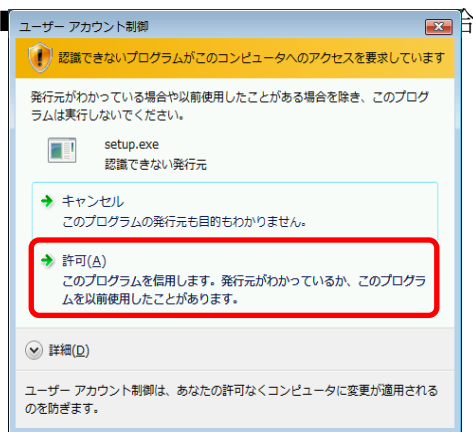 ■
合
ユーザー アカウント制御
認識できないプログラムがこのコンピュータへのアクセスを要求しています
発行元がわかっている場合や以前使用したことがある場合を除き、このプログ
ラムは実行しないでください。
setup.exe
認識できない発行元
キャンセル
このプログラムの発行元も目的もわかりません。
許可(A)
このプログラムを信用します。発行元がわかっているか、このプログラ
ムを以前使用したことがあります。
詳細(D)
ユーザー アカウント制御は、あなたの許可なくコンピュータに変更が適用される
のを防ぎます。